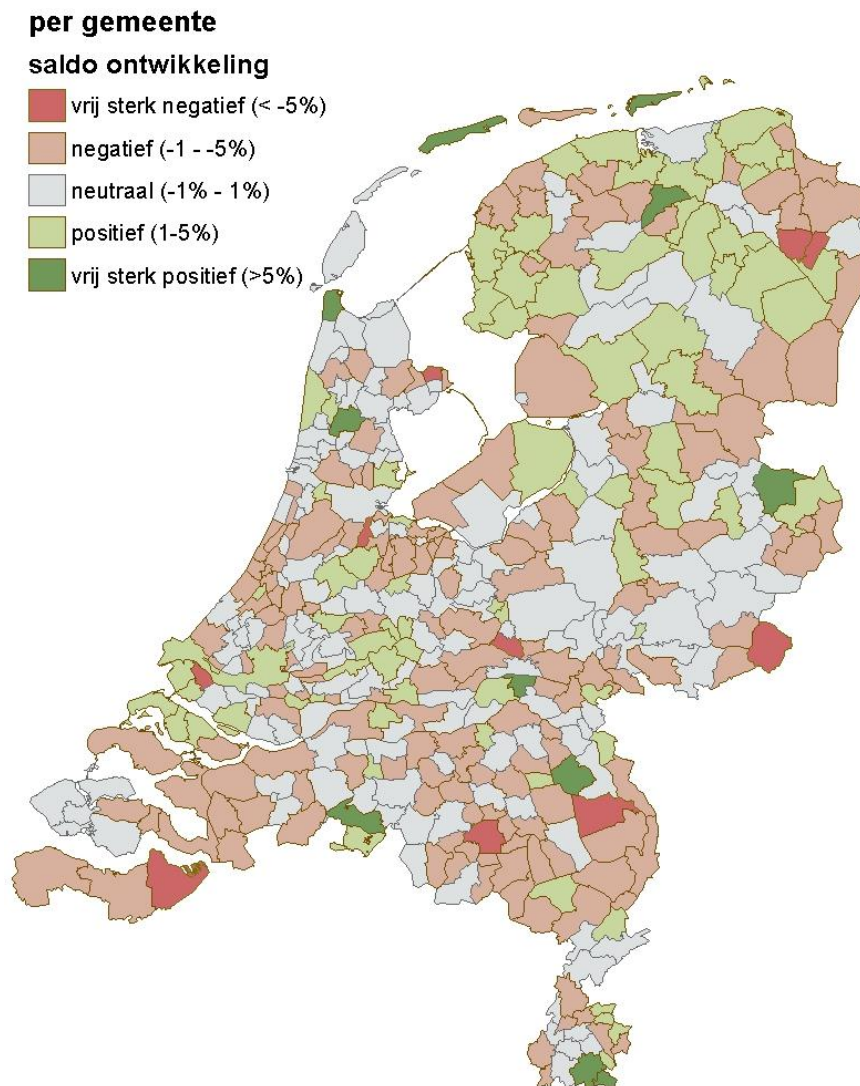 per gemeente
saldo ontwikkeling
vrij sterk negatief (< -5%)
negatief (-1 - -5%)
neutraal (-1% - 1%)
positief (1-5%)
vrij sterk positief (>5%)